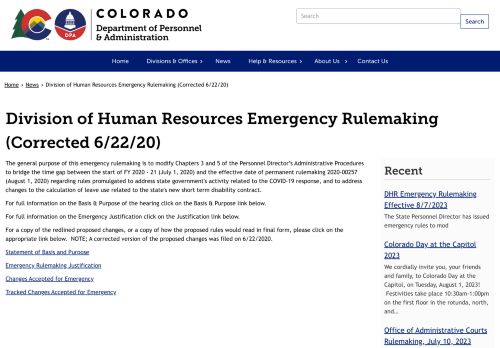 COLORADO
Department of Personnel
& Administration
DPA
Search
Search
Home
Divisions & Offices
News
Help & Resources
About Us
Contact Us
Home › News › Division of Human Resources Emergency Rulemaking (Corrected 6/22/20)
Division of Human Resources Emergency Rulemaking
(Corrected 6/22/20)
The general purpose of this emergency rulemaking is to modify Chapters 3 and 5 of the Personnel Director's Administrative Procedures
to bridge the time gap between the start of FY 2020 - 21 (July 1, 2020) and the effective date of permanent rulemaking 2020-00257
(August 1, 2020) regarding rules promulgated to address state government's activity related to the COVID-19 response, and to address
changes to the calculation of leave use related to the state's new short term disability contract.
For full information on the Basis & Purpose of the hearing click on the Basis & Purpose link below.
For full information on the Emergency Justification click on the Justification link below.
For a copy of the redlined proposed changes, or a copy of how the proposed rules would read in final form, please click on the
appropriate link below. NOTE; A corrected version of the proposed changes was filed on 6/22/2020.
Statement of Basis and Purpose
Emergency Rulemaking Justification
Changes Accepted for Emergency
Tracked Changes Accepted for Emergency
Recent
DHR Emergency Rulemaking
Effective 8/7/2023
The State Personnel Director has issued
emergency rules to mod
Colorado Day at the Capitol
2023
We cordially invite you, your friends
and family, to Colorado Day at the
Capitol, on Tuesday, August 1, 2023!
Festivities take place 10:30am-1:00pm
on the first floor in the rotunda, north,
and...
Office of Administrative Courts
Rulemaking, July 10, 2023